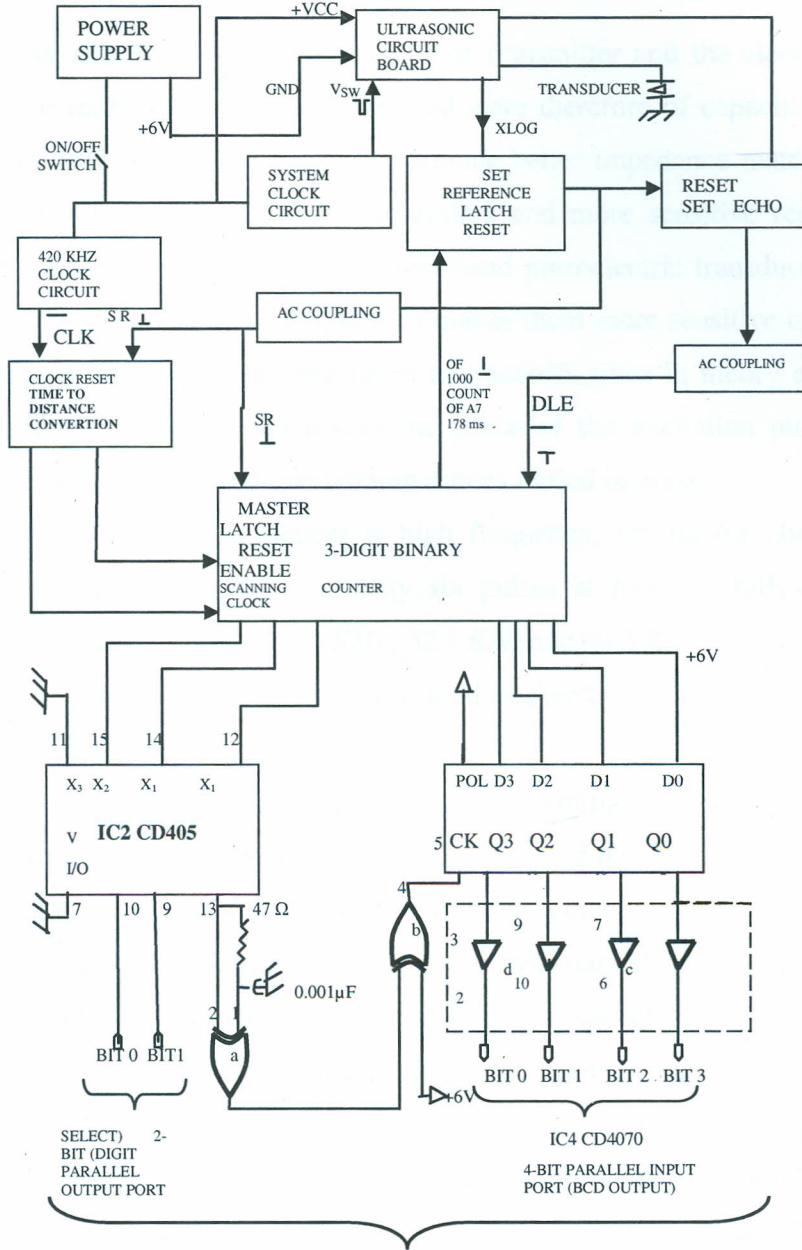 POWER
SUPPLY
+VCC
ULTRASONIC
CIRCUIT
BOARD
GND
VSW
TRANSDUCER
+6V
XLOG
ON/OFF
SWITCH
SYSTEM
CLOCK
CIRCUIT
SET
REFERENCE
LATCH
RESET
RESET
SET ECHO
420 KHZ
CLOCK
CIRCUIT
CLK
SR
AC COUPLING
AC COUPLING
CLOCK RESET
TIME TO
DISTANCE
CONVERTION
OF
1000
COUNT
OF A7
178 ms
DLE
SR
MASTER
LATCH
RESET
ENABLE
SCANNING
CLOCK
3-DIGIT BINARY
COUNTER
+6V
11 15 14 12
X3 X2 X1 X1
IC2 CD405
V
I/O
7 10 9 13 47 Ω
0.001µF
2 1
a
BIT 0 BIT1
SELECT) 2-
BIT (DIGIT
PARALLEL
OUTPUT PORT
POL D3 D2 D1 D0
5 CK Q3 Q2 Q1 Q0
4
b
3 9 7
d c
2 10 6
+6V
BIT 0 BIT 1 BIT 2 BIT 3
IC4 CD4070
4-BIT PARALLEL INPUT
PORT (BCD OUTPUT)